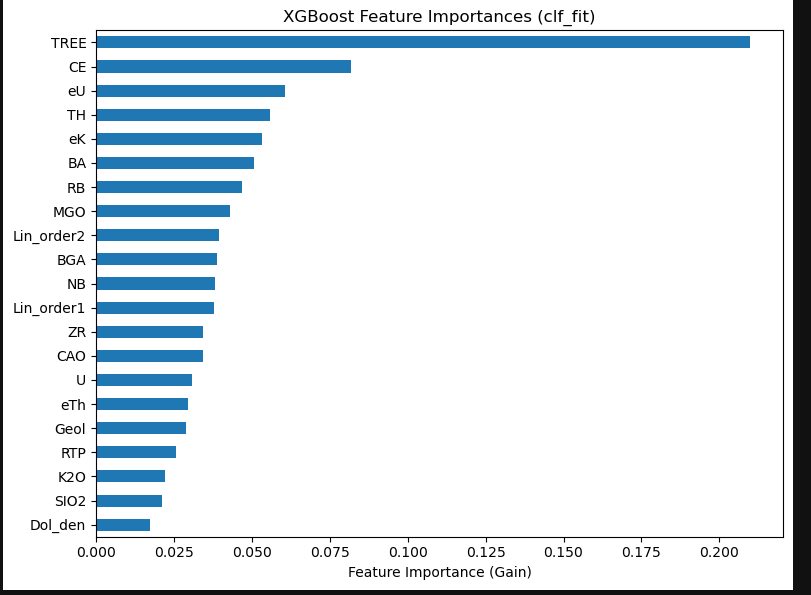 XGBoost Feature Importances (clf_fit)
TREE
CE
eU
TH
eK
BA
RB
MGO
Lin_order2
BGA
NB
Lin_order1
ZR
CAO
U
eTh
Geol
RTP
K2O
SIO2
Dol_den
0.000 0.025 0.050 0.075 0.100 0.125 0.150 0.175 0.200
Feature Importance (Gain)